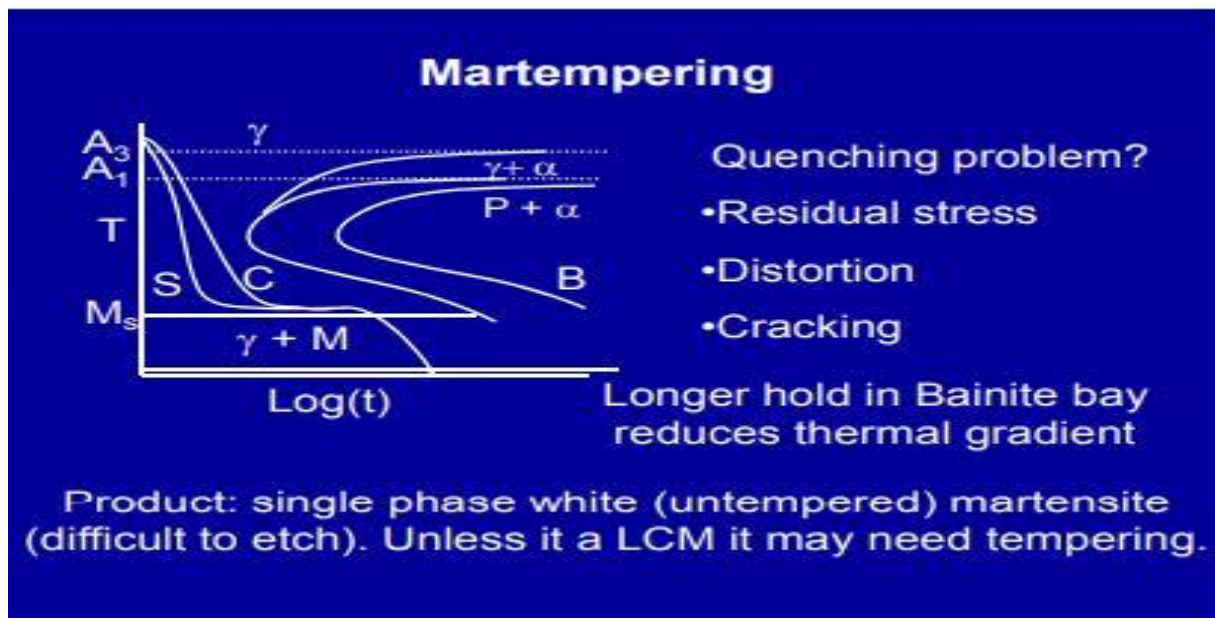 Martempering
A3
γ
A1
γ+ α
P + α
T
S
C
B
Ms
γ + M
Log(t)
Quenching problem?
•Residual stress
•Distortion
•Cracking
Longer hold in Bainite bay
reduces thermal gradient
Product: single phase white (untempered) martensite
(difficult to etch). Unless it a LCM it may need tempering.